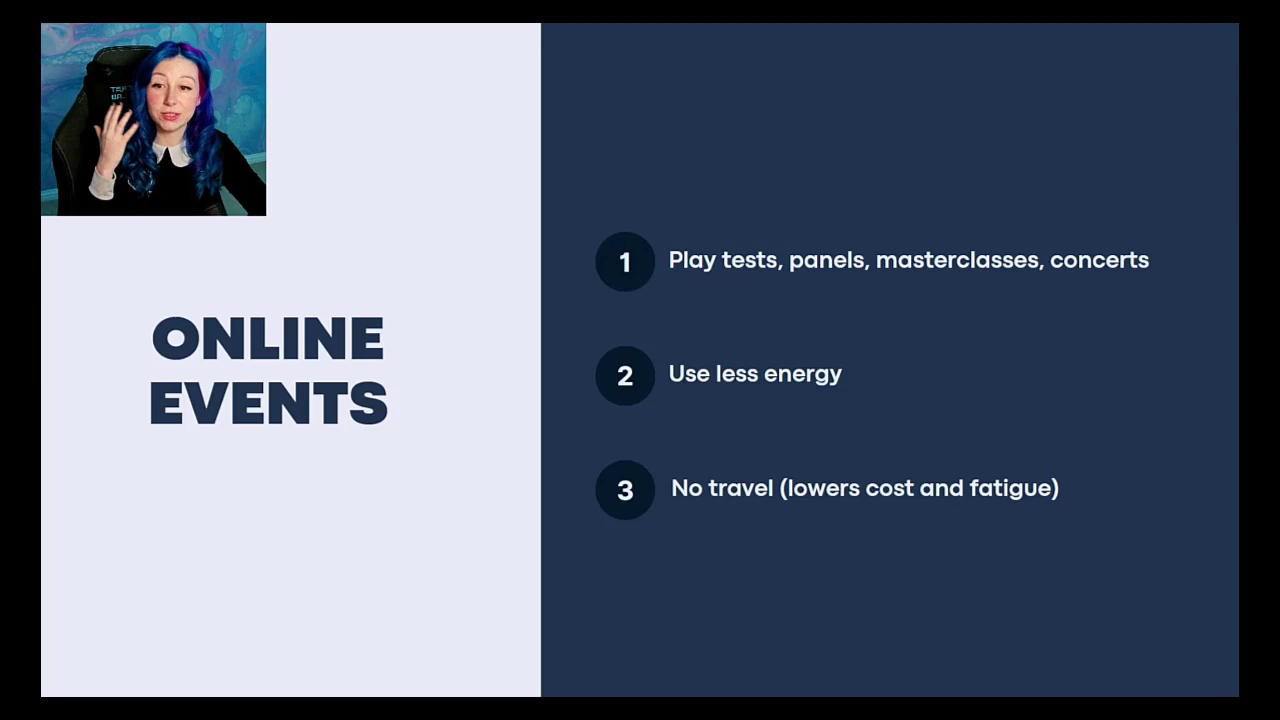 ONLINE
EVENTS
1 Play tests, panels, masterclasses, concerts
2 Use less energy
3 No travel (lowers cost and fatigue)